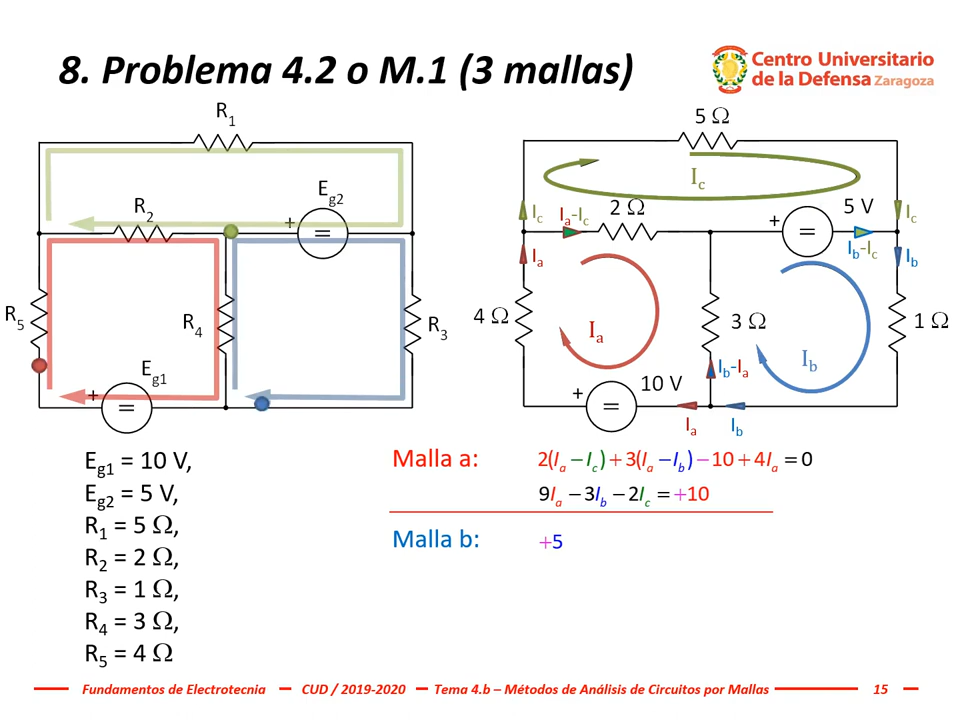 8. Problema 4.2 o M.1 (3 mallas)
Centro Universitario
de la Defensa Zaragoza
R1
Eg2
R2
+
=
R5
R4
R3
Eg1
+
=
5 Ω
Ic
Ic
Ia-Ic
2 Ω
+
=
5 V
Ic
Ib-Ic
Ia
Ib
4 Ω
Ia
3 Ω
Ib
1 Ω
Ib-Ia
10 V
+
=
Ia
Ib
Eg1 = 10 V,
Eg2 = 5 V,
R1 = 5 Ω,
R2 = 2 Ω,
R3 = 1 Ω,
R4 = 3 Ω,
R5 = 4 Ω
Malla a: 2(Ia − Ic) + 3(Ia − Ib) − 10 + 4Ia = 0
9Ia − 3Ib − 2Ic = +10
Malla b: +5
Fundamentos de Electrotecnia CUD / 2019-2020 Tema 4.b – Métodos de Análisis de Circuitos por Mallas 15